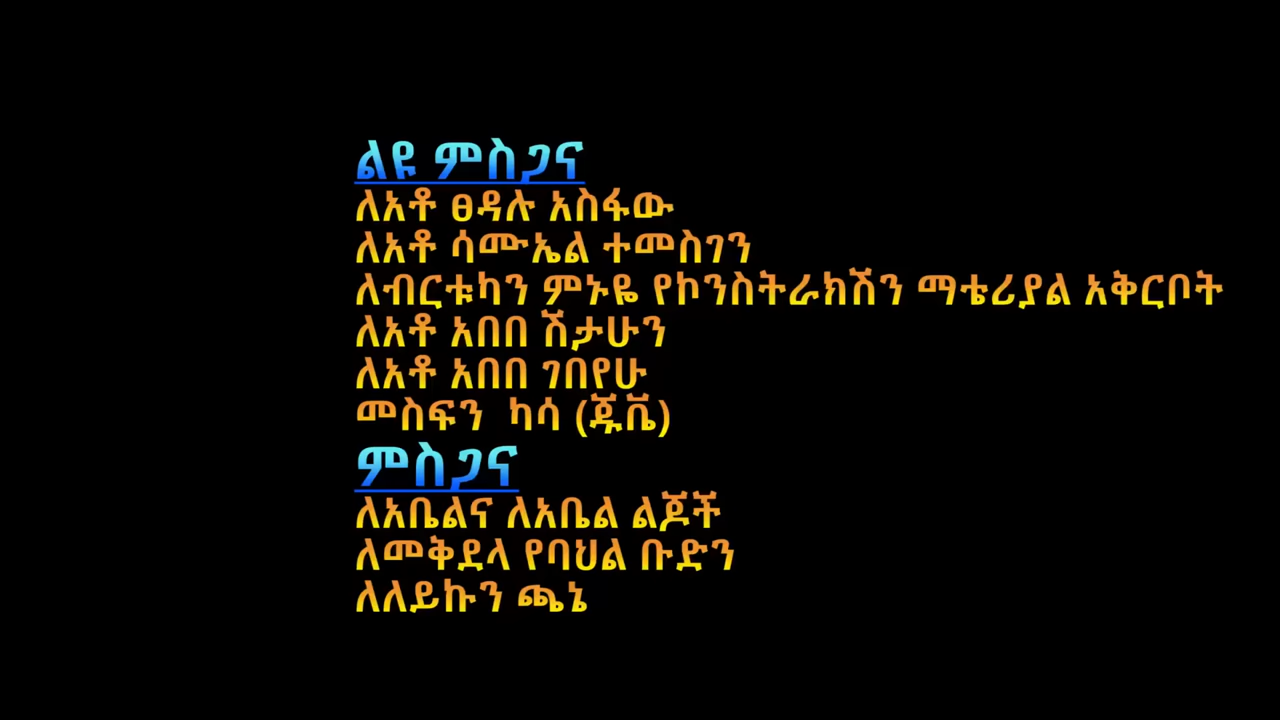 ልዩ ምስጋና
ለአቶ ፀዳሉ አስፋው
ለአቶ ሳሙኤል ተመስገን
ለብርቱካን ምኑዬ የኮንስትራክሽን ማቴሪያል አቅርቦት
ለአቶ አበበ ሽታሁን
ለአቶ አበበ ገበየሁ
መስፍን ካሳ (ጁቬ)
ምስጋና
ለአቤልና ለአቤል ልጆች
ለመቅደላ የባህል ቡድን
ለለይኩን ጫኔ